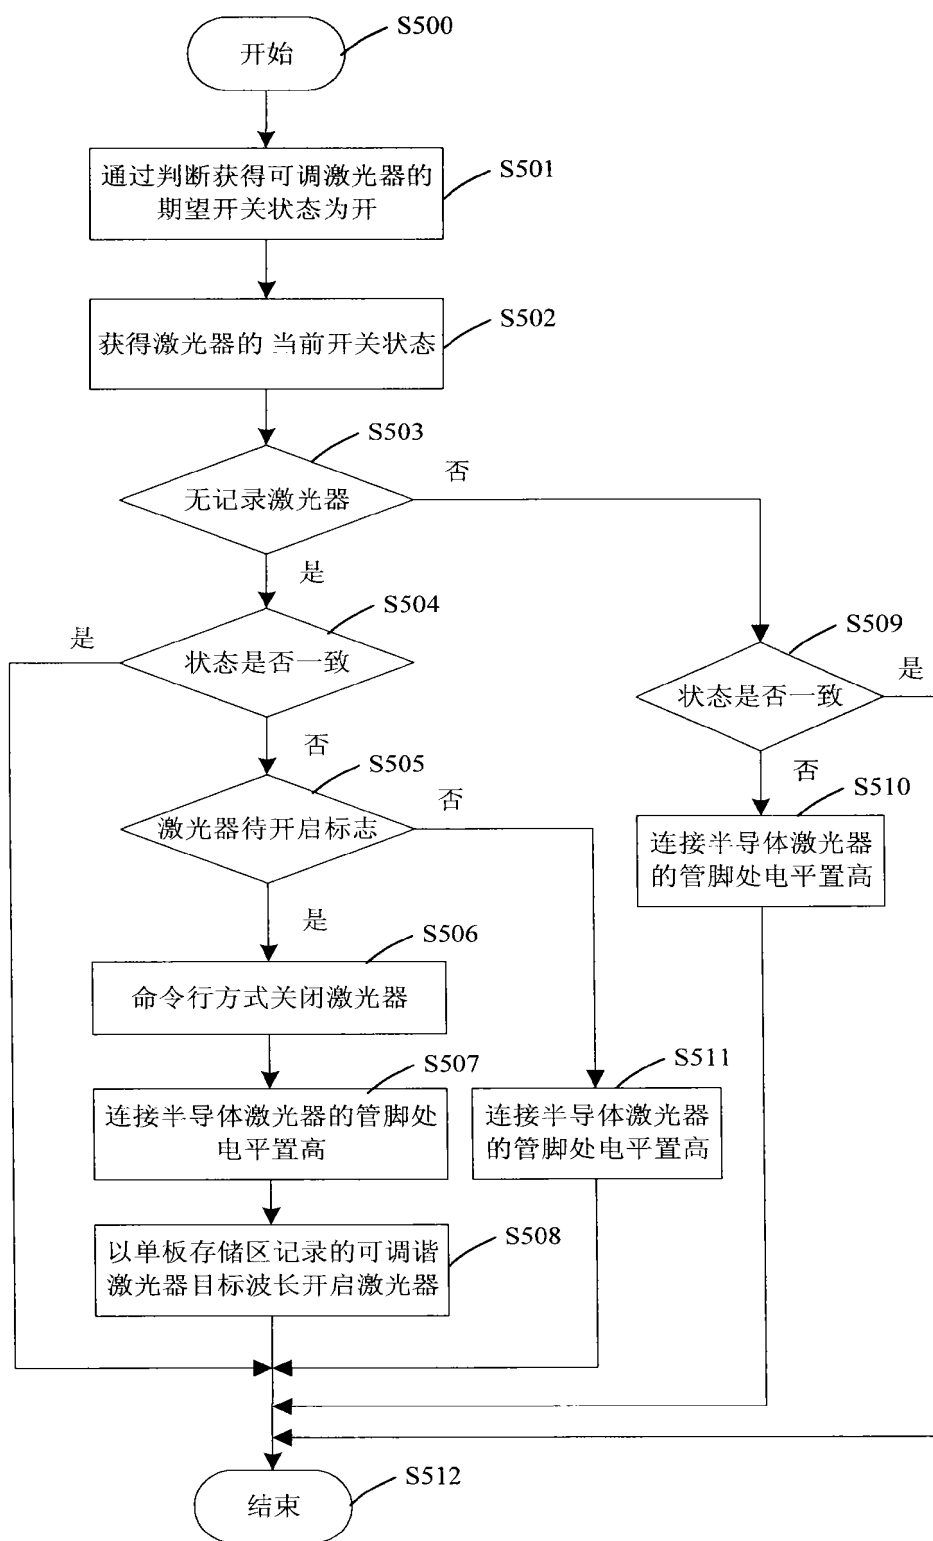 S500
开始
S501
通过判断获得可调激光器的
期望开关状态为开
S502
获得激光器的 当前开关状态
S503
无记录激光器
否
是
S504
是
状态是否一致
S509
状态是否一致
是
否
S505
激光器待开启标志
否
否
S510
连接半导体激光器
的管脚处电平置高
是
S506
命令行方式关闭激光器
S507
连接半导体激光器的管脚处
电平置高
S511
连接半导体激光器
的管脚处电平置高
S508
以单板存储区记录的可调谐
激光器目标波长开启激光器
S512
结束